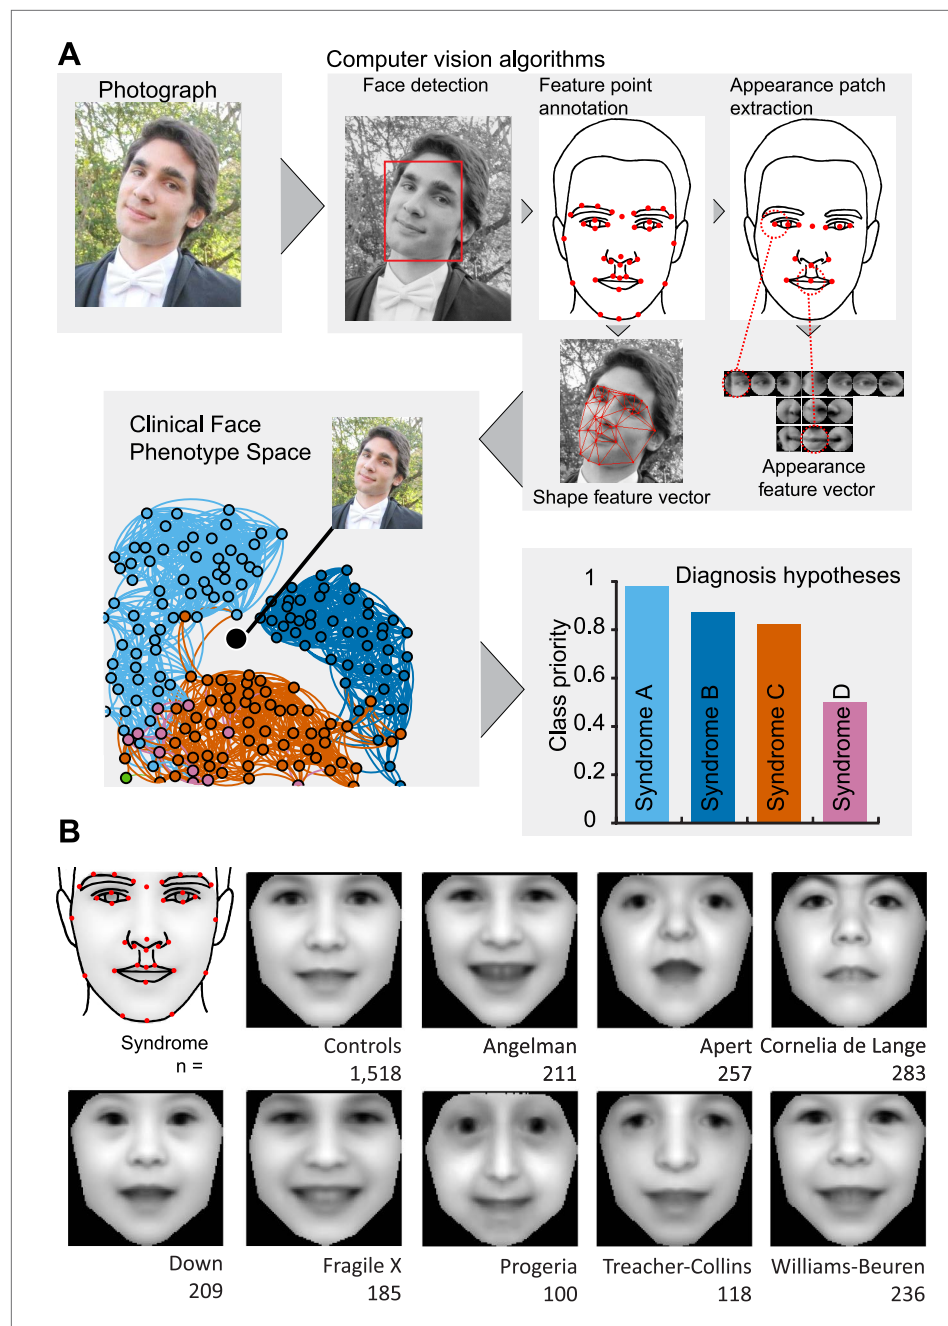 A
Photograph
Computer vision algorithms
Face detection
Feature point
annotation
Appearance patch
extraction
Shape feature vector
Appearance
feature vector
Clinical Face
Phenotype Space
Diagnosis hypotheses
Class priority
1
0.8
0.6
0.4
0.2
0
Syndrome A
Syndrome B
Syndrome C
Syndrome D
B
Syndrome
n =
Controls
1,518
Angelman
211
Apert
257
Cornelia de Lange
283
Down
209
Fragile X
185
Progeria
100
Treacher-Collins
118
Williams-Beuren
236